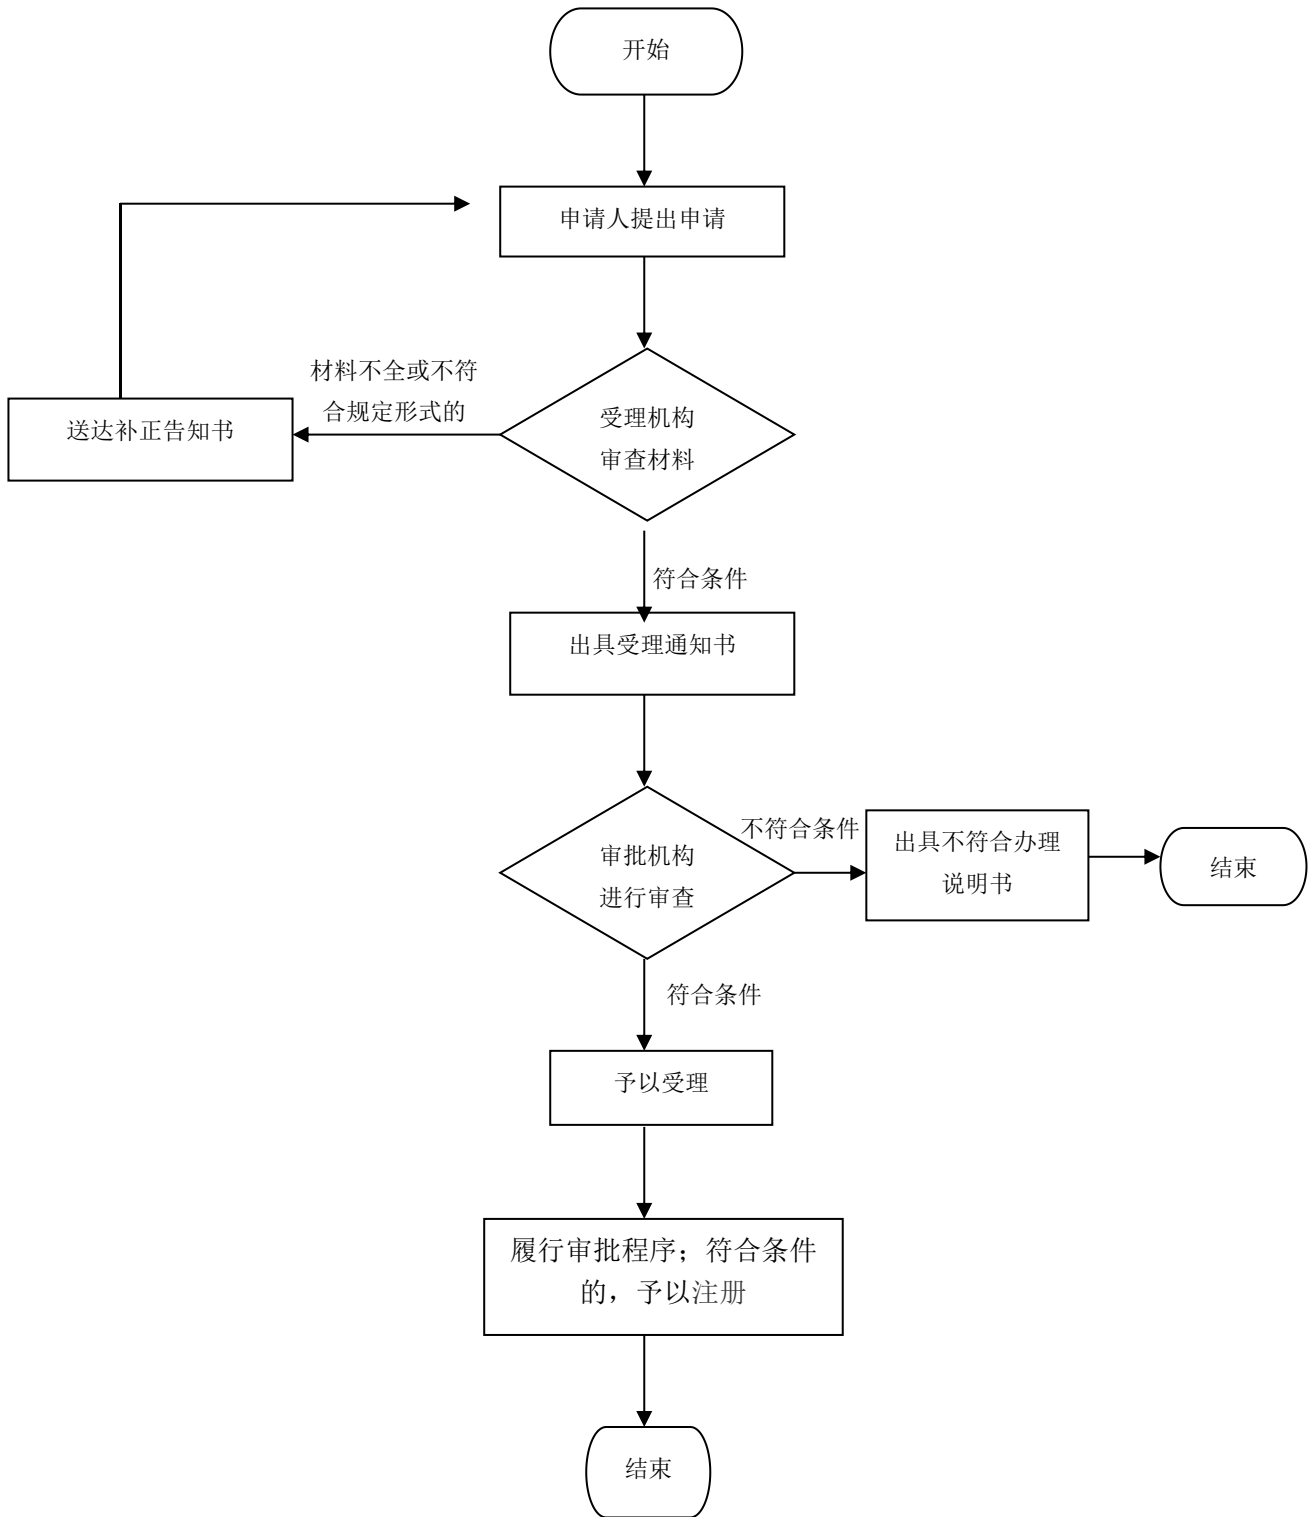 开始
申请人提出申请
材料不全或不符
合规定形式的
送达补正告知书
受理机构
审查材料
符合条件
出具受理通知书
审批机构
进行审查
不符合条件
出具不符合办理
说明书
结束
符合条件
予以受理
履行审批程序；符合条件
的，予以注册
结束